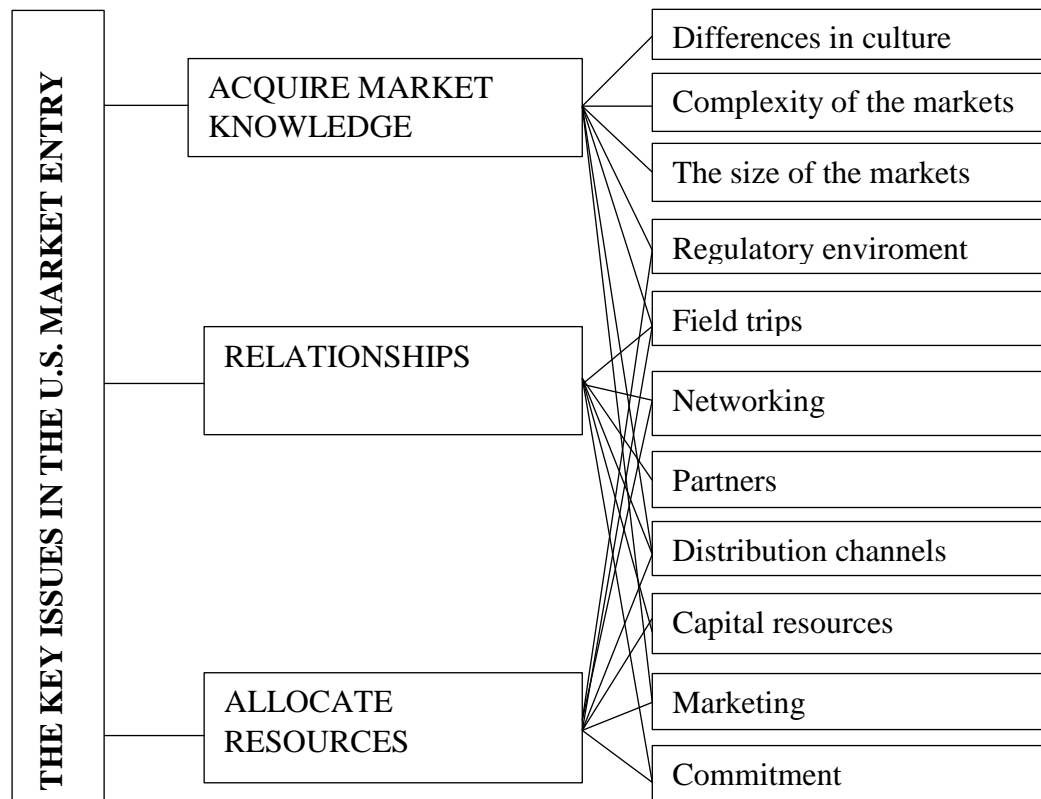 THE KEY ISSUES IN THE U.S. MARKET ENTRY
ACQUIRE MARKET
KNOWLEDGE
RELATIONSHIPS
ALLOCATE
RESOURCES
Differences in culture
Complexity of the markets
The size of the markets
Regulatory enviroment
Field trips
Networking
Partners
Distribution channels
Capital resources
Marketing
Commitment